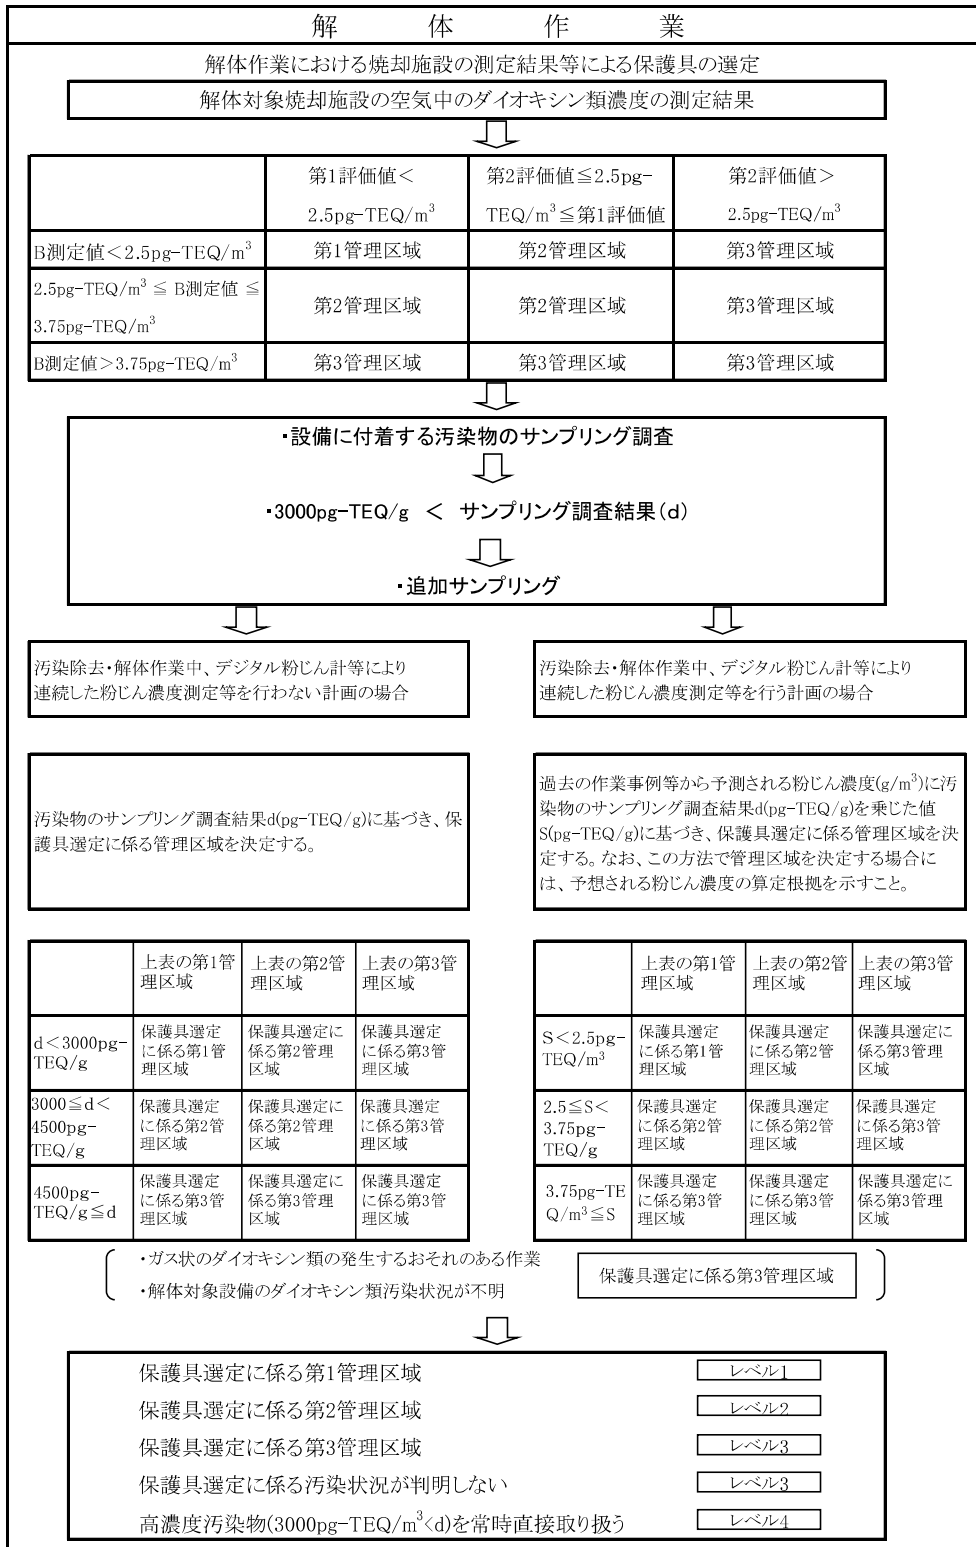 解体作業
解体作業における焼却施設の測定結果等による保護具の選定
解体対象焼却施設の空気中のダイオキシン類濃度の測定結果
第1評価値＜
2.5pg-TEQ/m³
第2評価値≦2.5pg-
TEQ/m³≦第1評価値
第2評価値＞
2.5pg-TEQ/m³
B測定値＜2.5pg-TEQ/m³
第1管理区域
第2管理区域
第3管理区域
2.5pg-TEQ/m³ ≦ B測定値 ≦
3.75pg-TEQ/m³
第2管理区域
第2管理区域
第3管理区域
B測定値＞3.75pg-TEQ/m³
第3管理区域
第3管理区域
第3管理区域
・設備に付着する汚染物のサンプリング調査
・3000pg-TEQ/g ＜ サンプリング調査結果(d)
・追加サンプリング
汚染除去・解体作業中、デジタル粉じん計等により
連続した粉じん濃度測定等を行わない計画の場合
汚染除去・解体作業中、デジタル粉じん計等により
連続した粉じん濃度測定等を行う計画の場合
汚染物のサンプリング調査結果d(pg-TEQ/g)に基づき、保
護具選定に係る管理区域を決定する。
過去の作業事例等から予測される粉じん濃度(g/m³)に汚
染物のサンプリング調査結果d(pg-TEQ/g)を乗じた値
S(pg-TEQ/g)に基づき、保護具選定に係る管理区域を決
定する。なお、この方法で管理区域を決定する場合に
は、予想される粉じん濃度の算定根拠を示すこと。
上表の第1管
理区域
上表の第2管
理区域
上表の第3管
理区域
d＜3000pg-
TEQ/g
保護具選定
に係る第1管
理区域
保護具選定に
係る第2管理
区域
保護具選定
に係る第3管
理区域
3000≦d＜
4500pg-
TEQ/g
保護具選定
に係る第2管
理区域
保護具選定に
係る第2管理
区域
保護具選定
に係る第3管
理区域
4500pg-
TEQ/g≦d
保護具選定
に係る第3管
理区域
保護具選定に
係る第3管理
区域
保護具選定
に係る第3管
理区域
上表の第1管
理区域
上表の第2管
理区域
上表の第3管
理区域
S＜2.5pg-
TEQ/m³
保護具選定
に係る第1管
理区域
保護具選定
に係る第2管
理区域
保護具選定に
係る第3管理
区域
2.5≦S＜
3.75pg-
TEQ/g
保護具選定
に係る第2管
理区域
保護具選定
に係る第2管
理区域
保護具選定
に係る第3管
理区域
3.75pg-TE
Q/m³≦S
保護具選定
に係る第3管
理区域
保護具選定
に係る第3管
理区域
保護具選定に
係る第3管理
区域
・ガス状のダイオキシン類の発生するおそれのある作業
・解体対象設備のダイオキシン類汚染状況が不明
保護具選定に係る第3管理区域
保護具選定に係る第1管理区域 レベル1
保護具選定に係る第2管理区域 レベル2
保護具選定に係る第3管理区域 レベル3
保護具選定に係る汚染状況が判明しない レベル3
高濃度汚染物(3000pg-TEQ/m³<d)を常時直接取り扱う レベル4